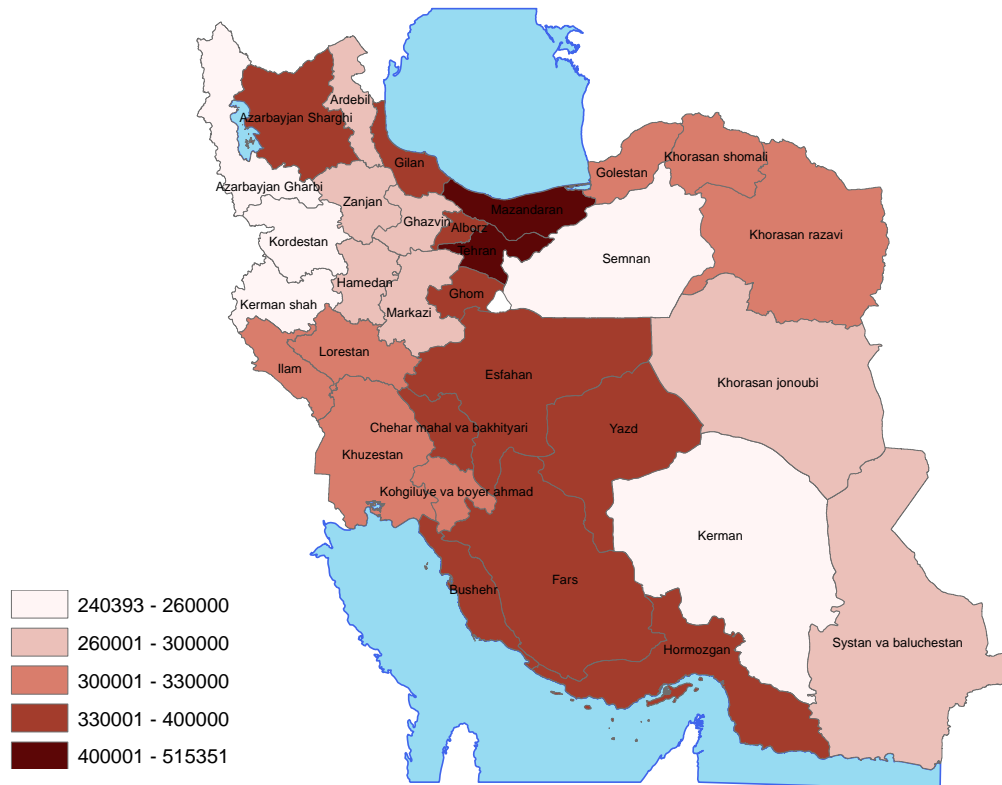 Ardebil
Azarbayjan Sharghi
Gilan
Khorasan shomali
Golestan
Azarbayjan Gharbi
Zanjan
Mazandaran
Ghazvin
Alborz
Khorasan razavi
Kordestan
Tehran
Semnan
Hamedan
Ghom
Kerman shah
Markazi
Lorestan
Ilam
Esfahan
Khorasan jonoubi
Chehar mahal va bakhityari
Yazd
Khuzestan
Kohgiluye va boyer ahmad
Kerman
Fars
Bushehr
Systan va baluchestan
Hormozgan
240393 - 260000
260001 - 300000
300001 - 330000
330001 - 400000
400001 - 515351